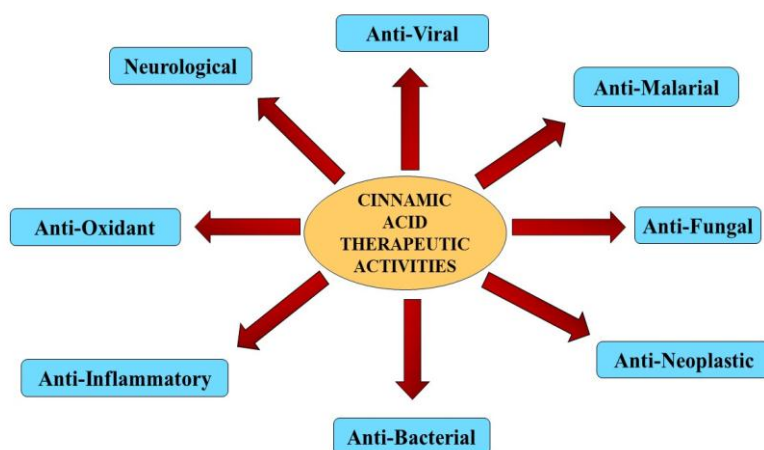 Anti-Viral
Neurological
Anti-Malarial
CINNAMIC
ACID
THERAPEUTIC
ACTIVITIES
Anti-Oxidant
Anti-Fungal
Anti-Inflammatory
Anti-Neoplastic
Anti-Bacterial